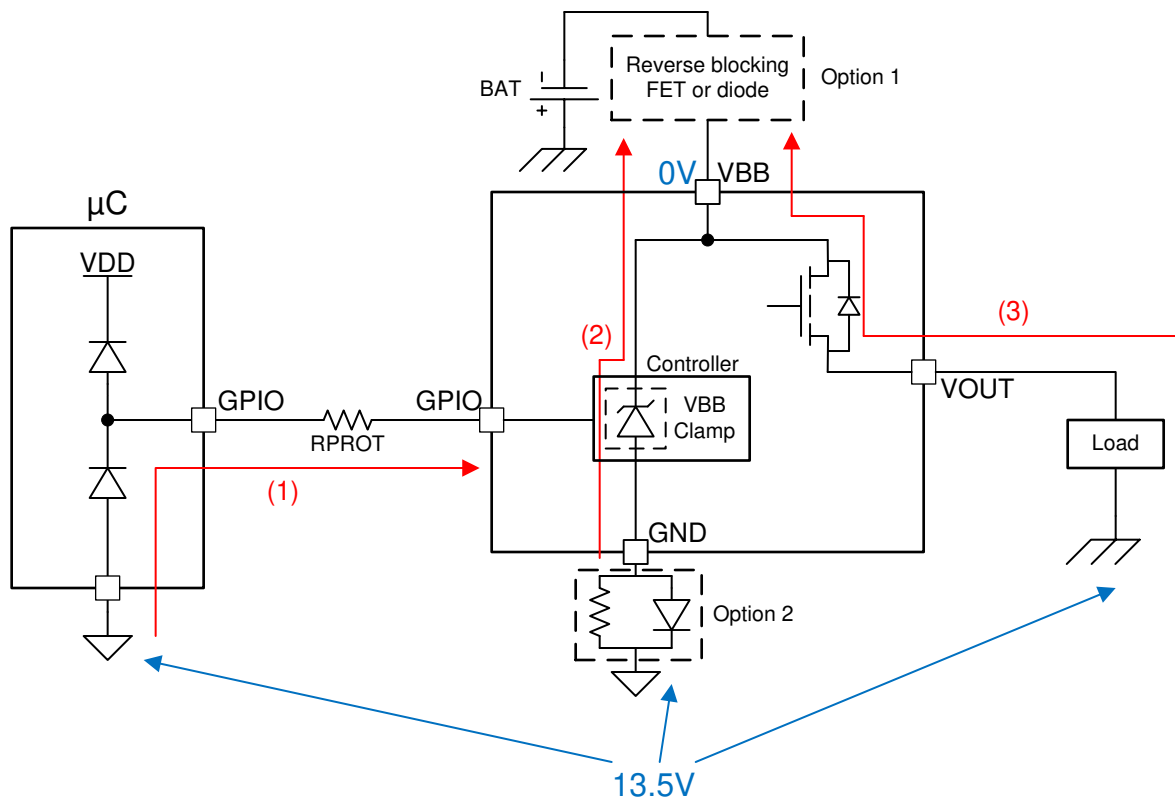 Reverse blocking
FET or diode
Option 1
BAT
-
+
0V
VBB
µC
VDD
(2)
(3)
Controller
VBB
Clamp
GPIO
RPROT
GPIO
VOUT
Load
(1)
GND
Option 2
13.5V